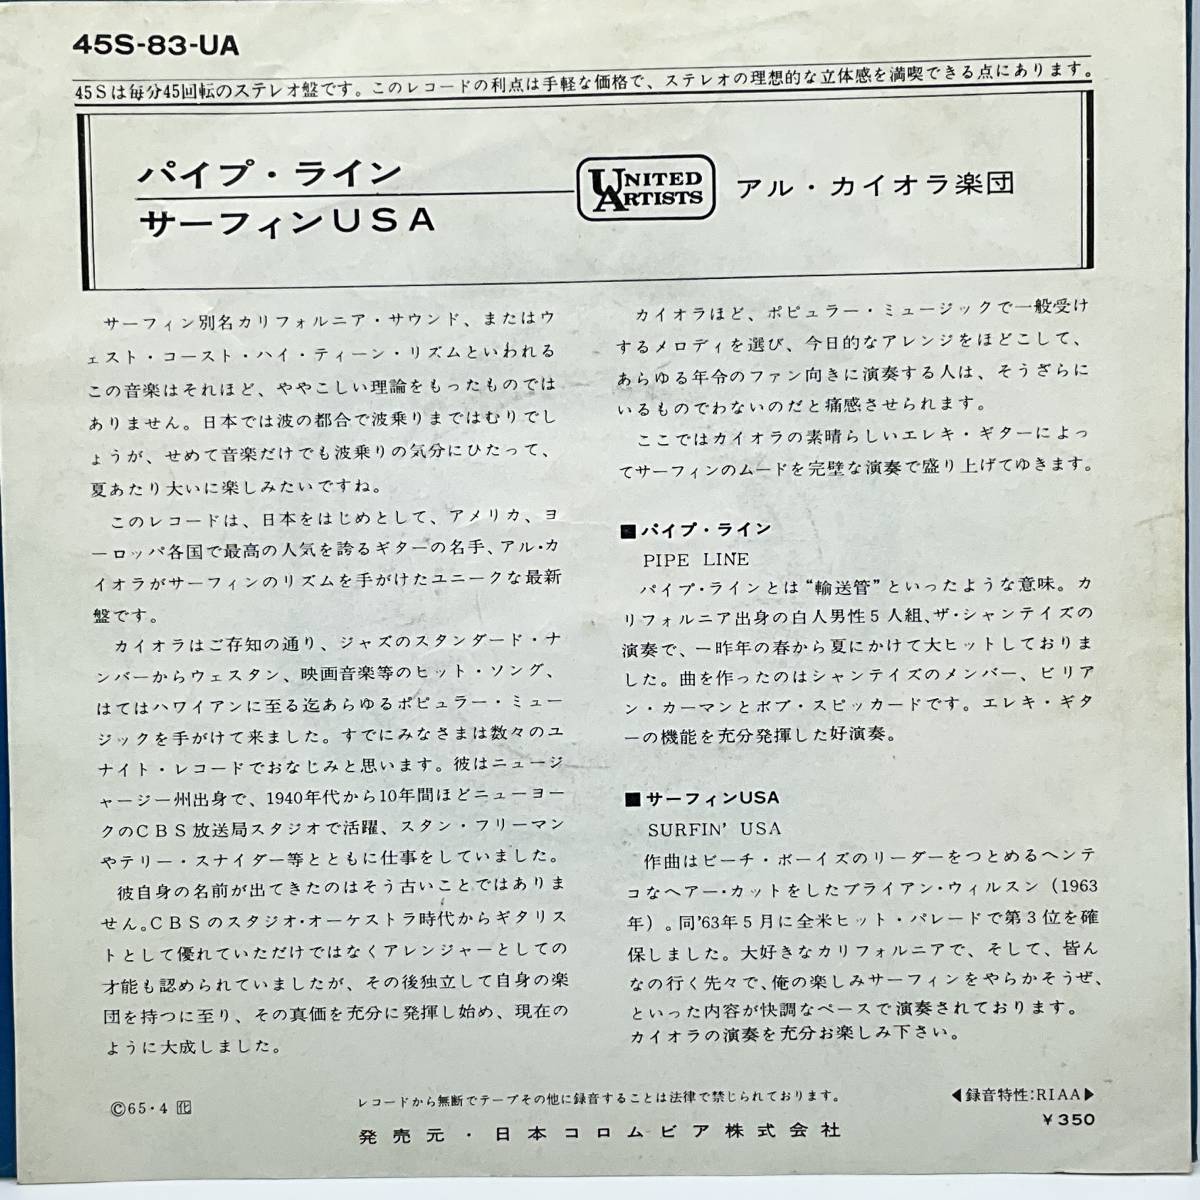 45S-83-UA
45Sは毎分45回転のステレオ盤です。このレコードの利点は手軽な価格で、ステレオの理想的な立体感を満喫できる点にあります。
パイプ・ライン
サーフィンUSA
UNITED ARTISTS
アル・カイオラ楽団
サーフィン別名カリフォルニア・サウンド、またはウ
ェスト・コースト・ハイ・ティーン・リズムといわれる
この音楽はそれほど、ややこしい理論をもったものでは
ありません。日本では波の都合で波乗りまではむりでし
ょうが、せめて音楽だけでも波乗りの気分にひたって、
夏あたり大いに楽しみたいですね。
このレコードは、日本をはじめとして、アメリカ、ヨ
ーロッパ各国で最高の人気を誇るギターの名手、アル・カ
イオラがサーフィンのリズムを手がけたユニークな最新
盤です。
カイオラはご存知の通り、ジャズのスタンダード・ナ
ンバーからウェスタン、映画音楽等のヒット・ソング、
はてはハワイアンに至る迄あらゆるポピュラー・ミュー
ジックを手がけて来ました。すでにみなさまは数々のユ
ナイト・レコードでおなじみと思います。彼はニュージ
ャージー州出身で、1940年代から10年間ほどニューヨー
クのCBS放送局スタジオで活躍、スタン・フリーマン
やテリー・スナイダー等とともに仕事をしていました。
彼自身の名前が出てきたのはそう古いことではありま
せん。CBSのスタジオ・オーケストラ時代からギタリス
トとして優れていただけではなくアレンジャーとしての
才能も認められていましたが、その後独立して自身の楽
団を持つに至り、その真価を充分に発揮し始め、現在の
ように大成しました。
カイオラほど、ポピュラー・ミュージックで一般受け
するメロディを選び、今日的なアレンジをほどこして、
あらゆる年令のファン向きに演奏する人は、そうざらに
いるものでわないのだと痛感させられます。
ここではカイオラの素晴らしいエレキ・ギターによっ
てサーフィンのムードを完璧な演奏で盛り上げてゆきます。
■パイプ・ライン
PIPE LINE
パイプ・ラインとは“輸送管”といったような意味。カ
リフォルニア出身の白人男性5人組、ザ・シャンテイズの
演奏で、一昨年の春から夏にかけて大ヒットしておりま
した。曲を作ったのはシャンテイズのメンバー、ビリア
ン・カーマンとボブ・スピッカードです。エレキ・ギタ
ーの機能を充分発揮した好演奏。
■サーフィンUSA
SURFIN' USA
作曲はビーチ・ボーイズのリーダーをつとめるヘンテ
コなヘアー・カットをしたブライアン・ウィルスン（1963
年）。同'63年5月に全米ヒット・パレードで第3位を確
保しました。大好きなカリフォルニアで、そして、皆ん
なの行く先々で、俺の楽しみサーフィンをやらかそうぜ、
といった内容が快調なペースで演奏されております。
カイオラの演奏を充分お楽しみ下さい。
©65・4 化
レコードから無断でテープその他に録音することは法律で禁じられております。
◀録音特性:RIAA▶
発売元・日本コロムビア株式会社
￥350